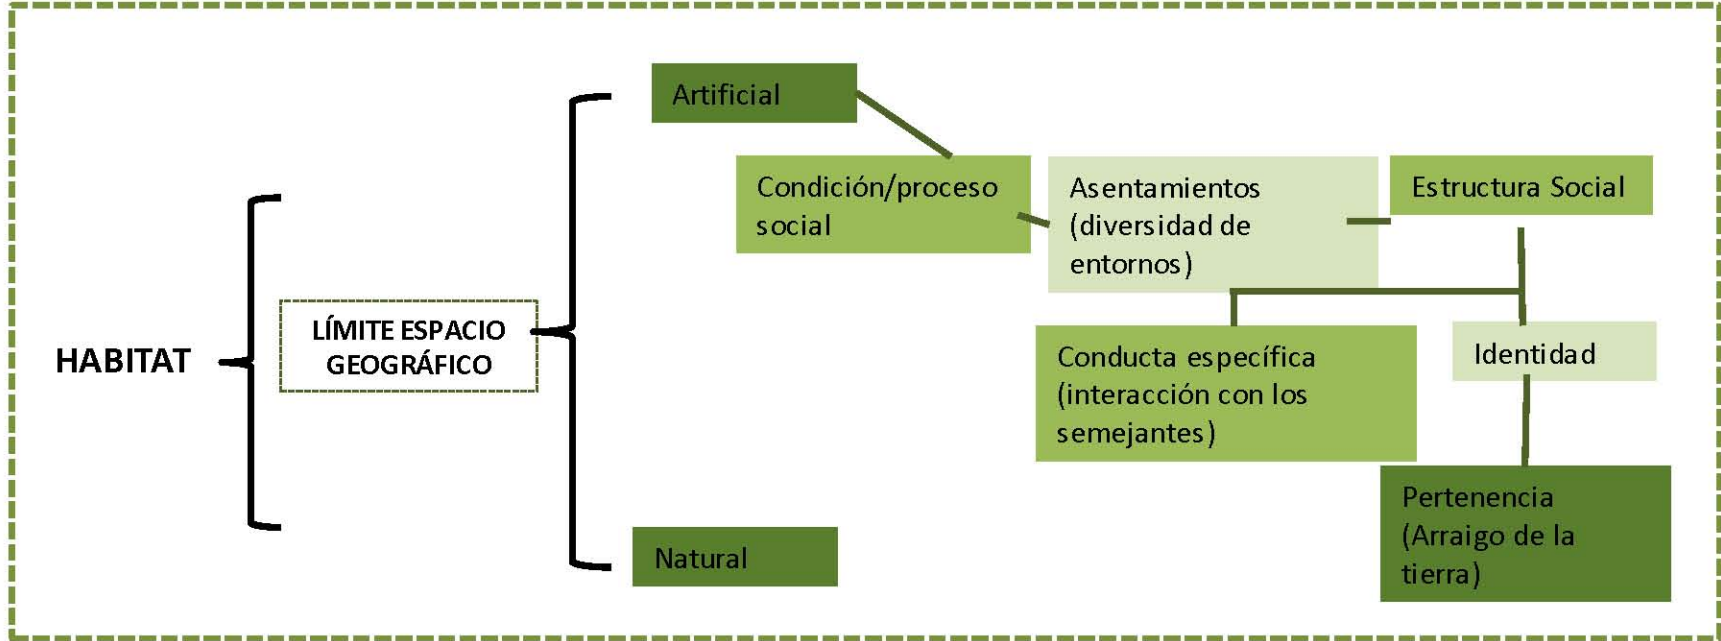 HABITAT
LÍMITE ESPACIO
GEOGRÁFICO
Artificial
Condición/proceso
social
Asentamientos
(diversidad de
entornos)
Estructura Social
Conducta específica
(interacción con los
semejantes)
Identidad
Pertenencia
(Arraigo de la
tierra)
Natural